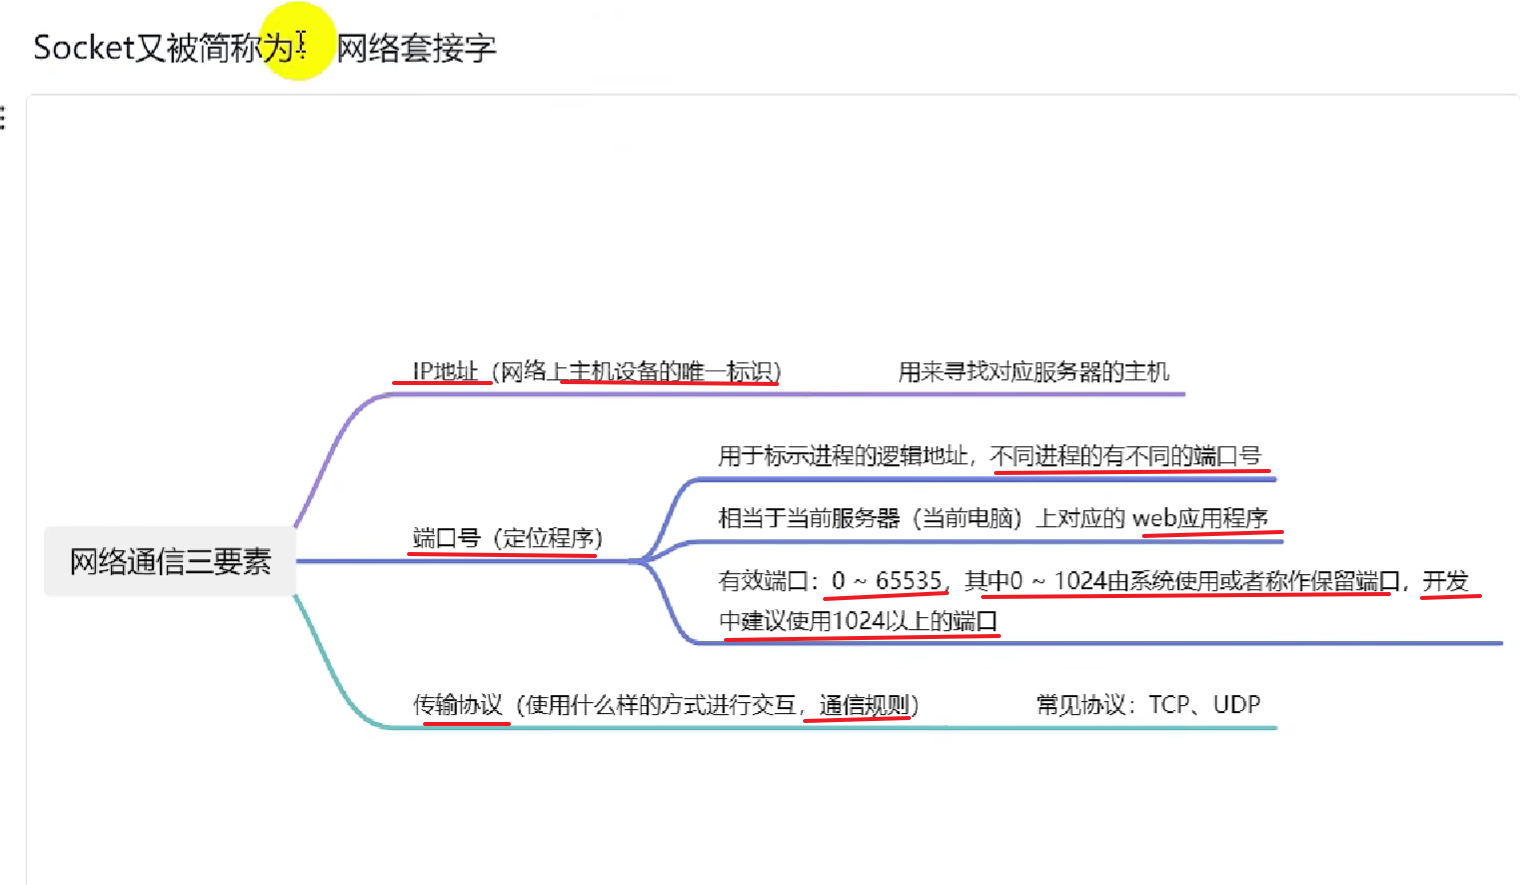 Socket又被简称为： 网络套接字
IP地址（网络上主机设备的唯一标识） 用来寻找对应服务器的主机
用于标示进程的逻辑地址，不同进程的有不同的端口号
端口号（定位程序）
相当于当前服务器（当前电脑）上对应的 web应用程序
网络通信三要素
有效端口：0 ~ 65535，其中0 ~ 1024由系统使用或者称作保留端口，开发
中建议使用1024以上的端口
传输协议（使用什么样的方式进行交互，通信规则） 常见协议：TCP、UDP